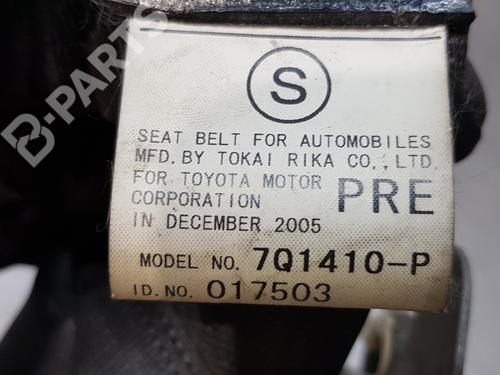 B-PARTS
S
SEAT BELT FOR AUTOMOBILES
MFD. BY TOKAI RIKA CO., LTD.
FOR TOYOTA MOTOR
CORPORATION PRE
IN DECEMBER 2005
MODEL NO. 7Q1410-P
I D. NO. 017503